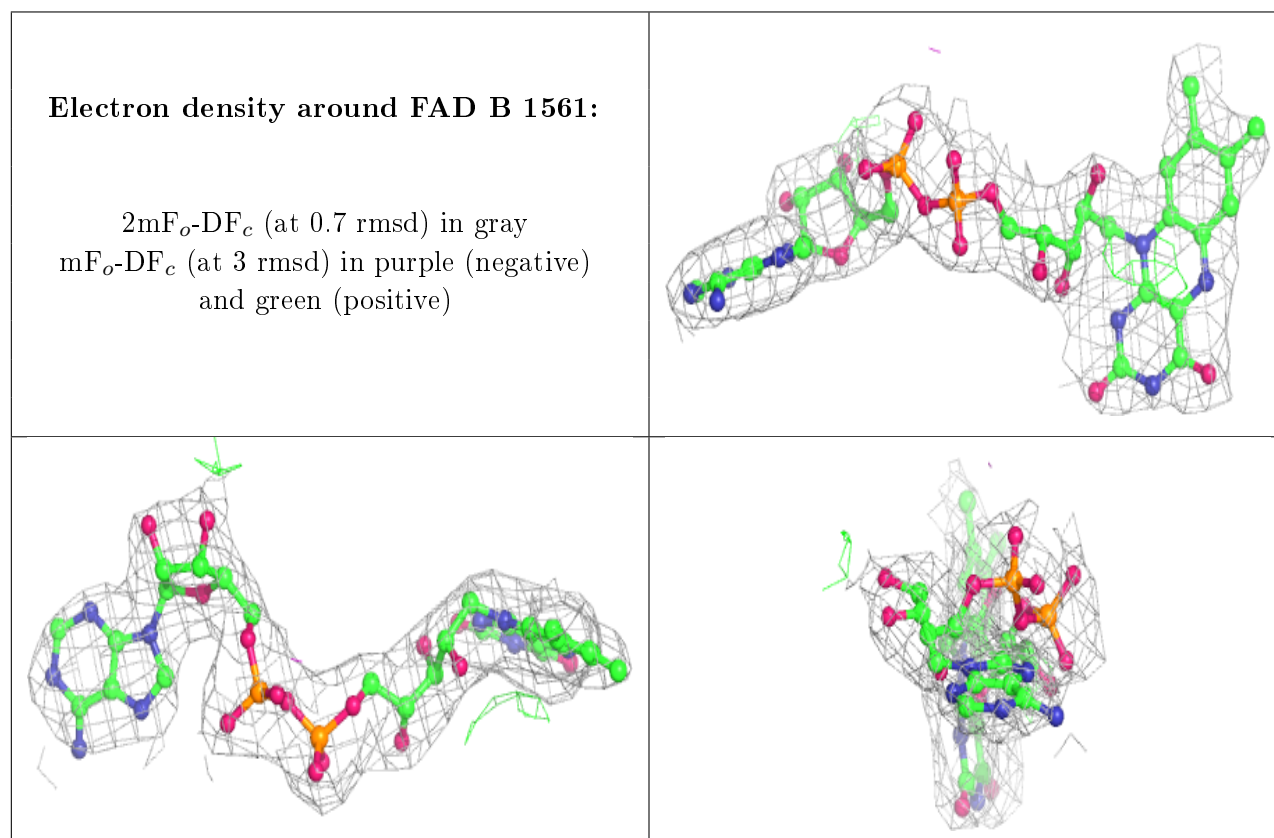 Electron density around FAD B 1561:
2mFₒ-DF𝒸 (at 0.7 rmsd) in gray
mFₒ-DF𝒸 (at 3 rmsd) in purple (negative)
and green (positive)